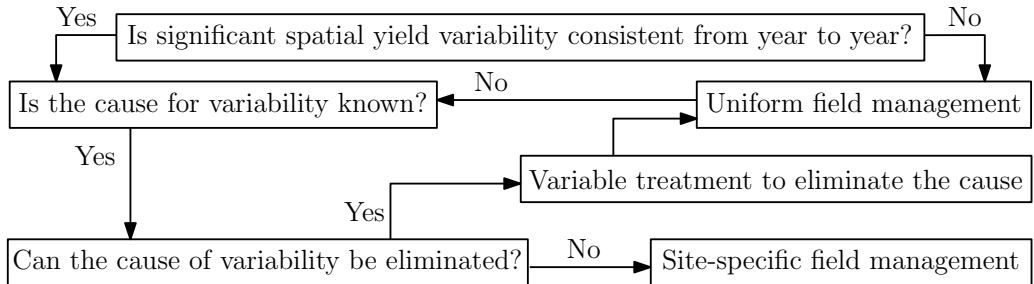 Yes
No
Is significant spatial yield variability consistent from year to year?
No
Is the cause for variability known?
Uniform field management
Yes
Variable treatment to eliminate the cause
Yes
Can the cause of variability be eliminated?
No
Site-specific field management